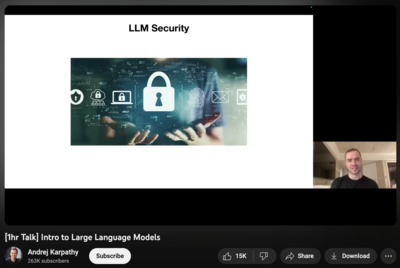 LLM Security
[1hr Talk] Intro to Large Language Models
Andrej Karpathy
263K subscribers
Subscribe
15K
Share
Download